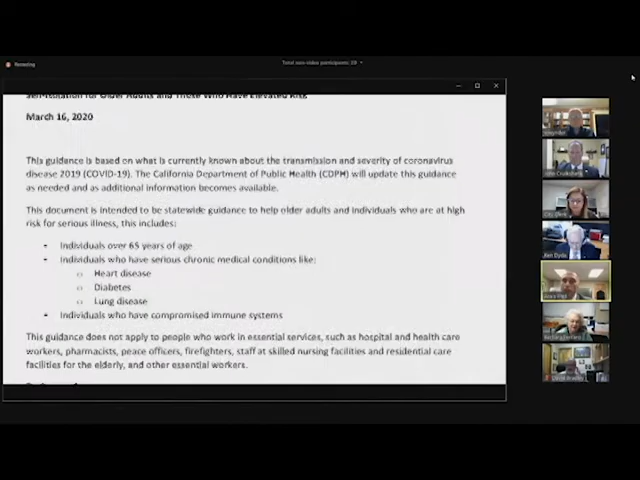 Recording
Total non-video participants: 28
Self-Isolation for Older Adults and Those Who Have Elevated Risk
March 16, 2020
This guidance is based on what is currently known about the transmission and severity of coronavirus
disease 2019 (COVID-19). The California Department of Public Health (CDPH) will update this guidance
as needed and as additional information becomes available.
This document is intended to be statewide guidance to help older adults and individuals who are at high
risk for serious illness, this includes:
- Individuals over 65 years of age
- Individuals who have serious chronic medical conditions like:
o Heart disease
o Diabetes
o Lung disease
- Individuals who have compromised immune systems
This guidance does not apply to people who work in essential services, such as hospital and health care
workers, pharmacists, peace officers, firefighters, staff at skilled nursing facilities and residential care
facilities for the elderly, and other essential workers.
John Cruikshank
City Clerk
Ken Dyda